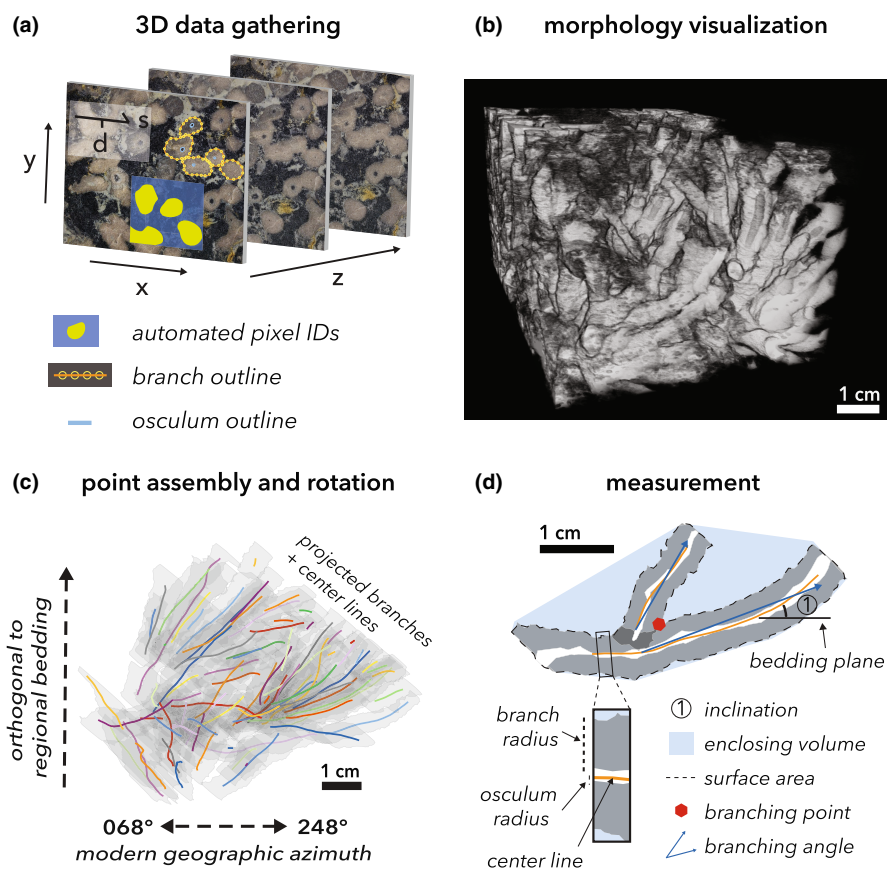 (a) 3D data gathering
y
s
d
x
z
automated pixel IDs
branch outline
osculum outline
(b) morphology visualization
1 cm
(c) point assembly and rotation
projected branches
+ center lines
orthogonal to
regional bedding
1 cm
068° 248°
modern geographic azimuth
(d) measurement
1 cm
1
bedding plane
branch
radius
osculum
radius
center line
1 inclination
enclosing volume
surface area
branching point
branching angle